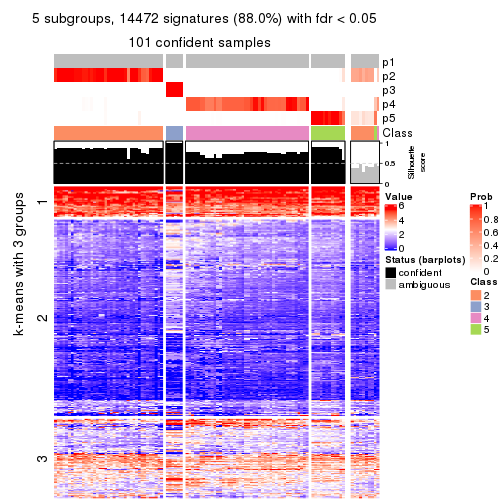 5 subgroups, 14472 signatures (88.0%) with fdr < 0.05
101 confident samples
p1
p2
p3
p4
p5
Class
1
0.5
0
Silhouette
score
k-means with 3 groups
1
2
3
Value
6
4
2
0
Status (barplots)
confident
ambiguous
Prob
1
0.8
0.6
0.4
0.2
0
Class
2
3
4
5